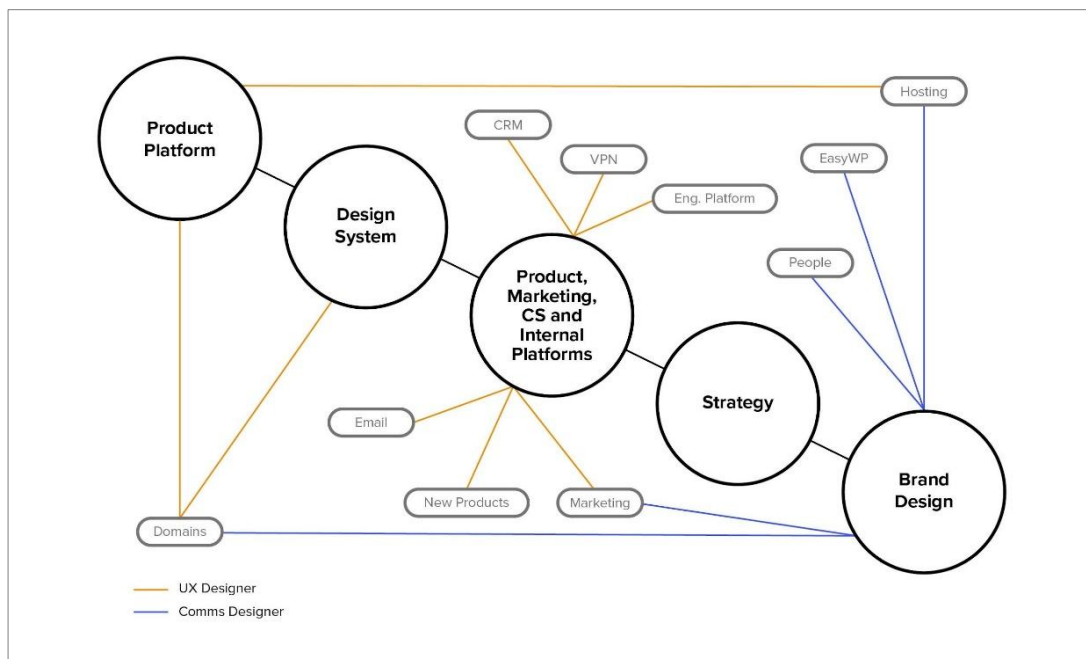 Hosting
Product
Platform
CRM
VPN
EasyWP
Eng. Platform
Design
System
People
Product,
Marketing,
CS and
Internal
Platforms
Strategy
Email
Brand
Design
New Products
Marketing
Domains
UX Designer
Comms Designer